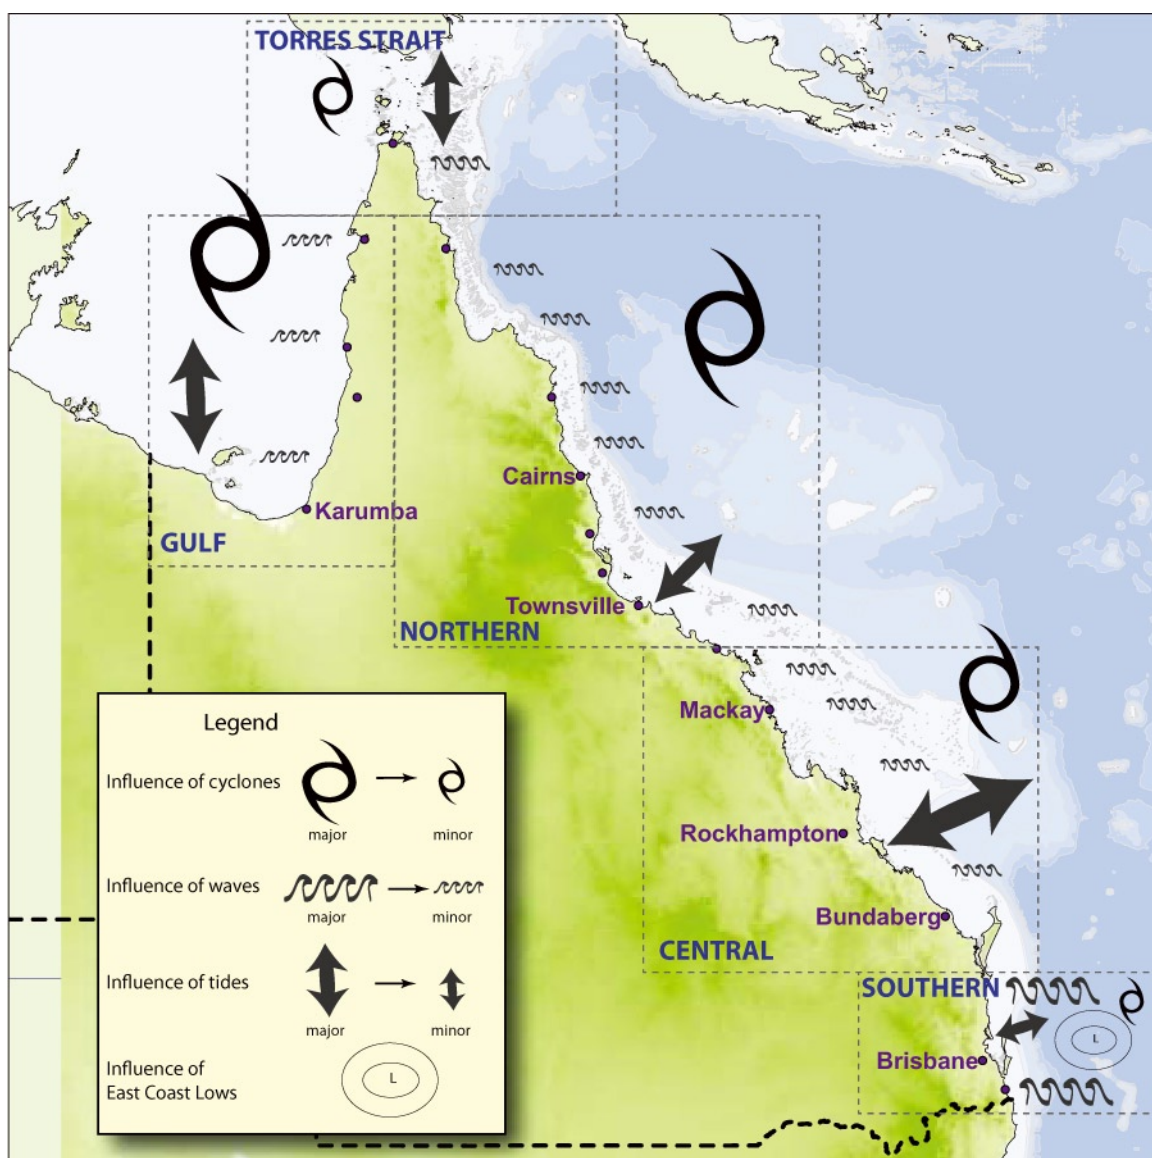 TORRES STRAIT
Cairns
Karumba
GULF
Townsville
NORTHERN
Mackay
Rockhampton
Bundaberg
CENTRAL
SOUTHERN
L
Brisbane
Legend
Influence of cyclones
major
minor
Influence of waves
major
minor
Influence of tides
major
minor
Influence of
East Coast Lows
L